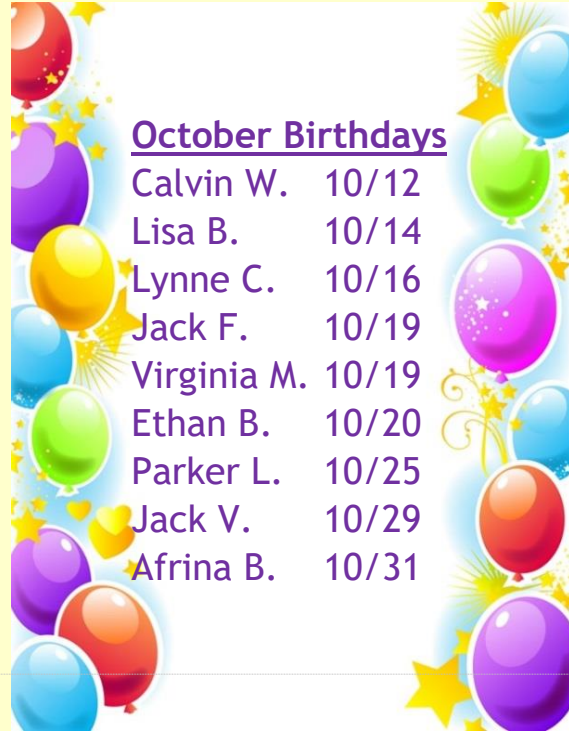 October Birthdays
Calvin W. 10/12
Lisa B. 10/14
Lynne C. 10/16
Jack F. 10/19
Virginia M. 10/19
Ethan B. 10/20
Parker L. 10/25
Jack V. 10/29
Afrina B. 10/31